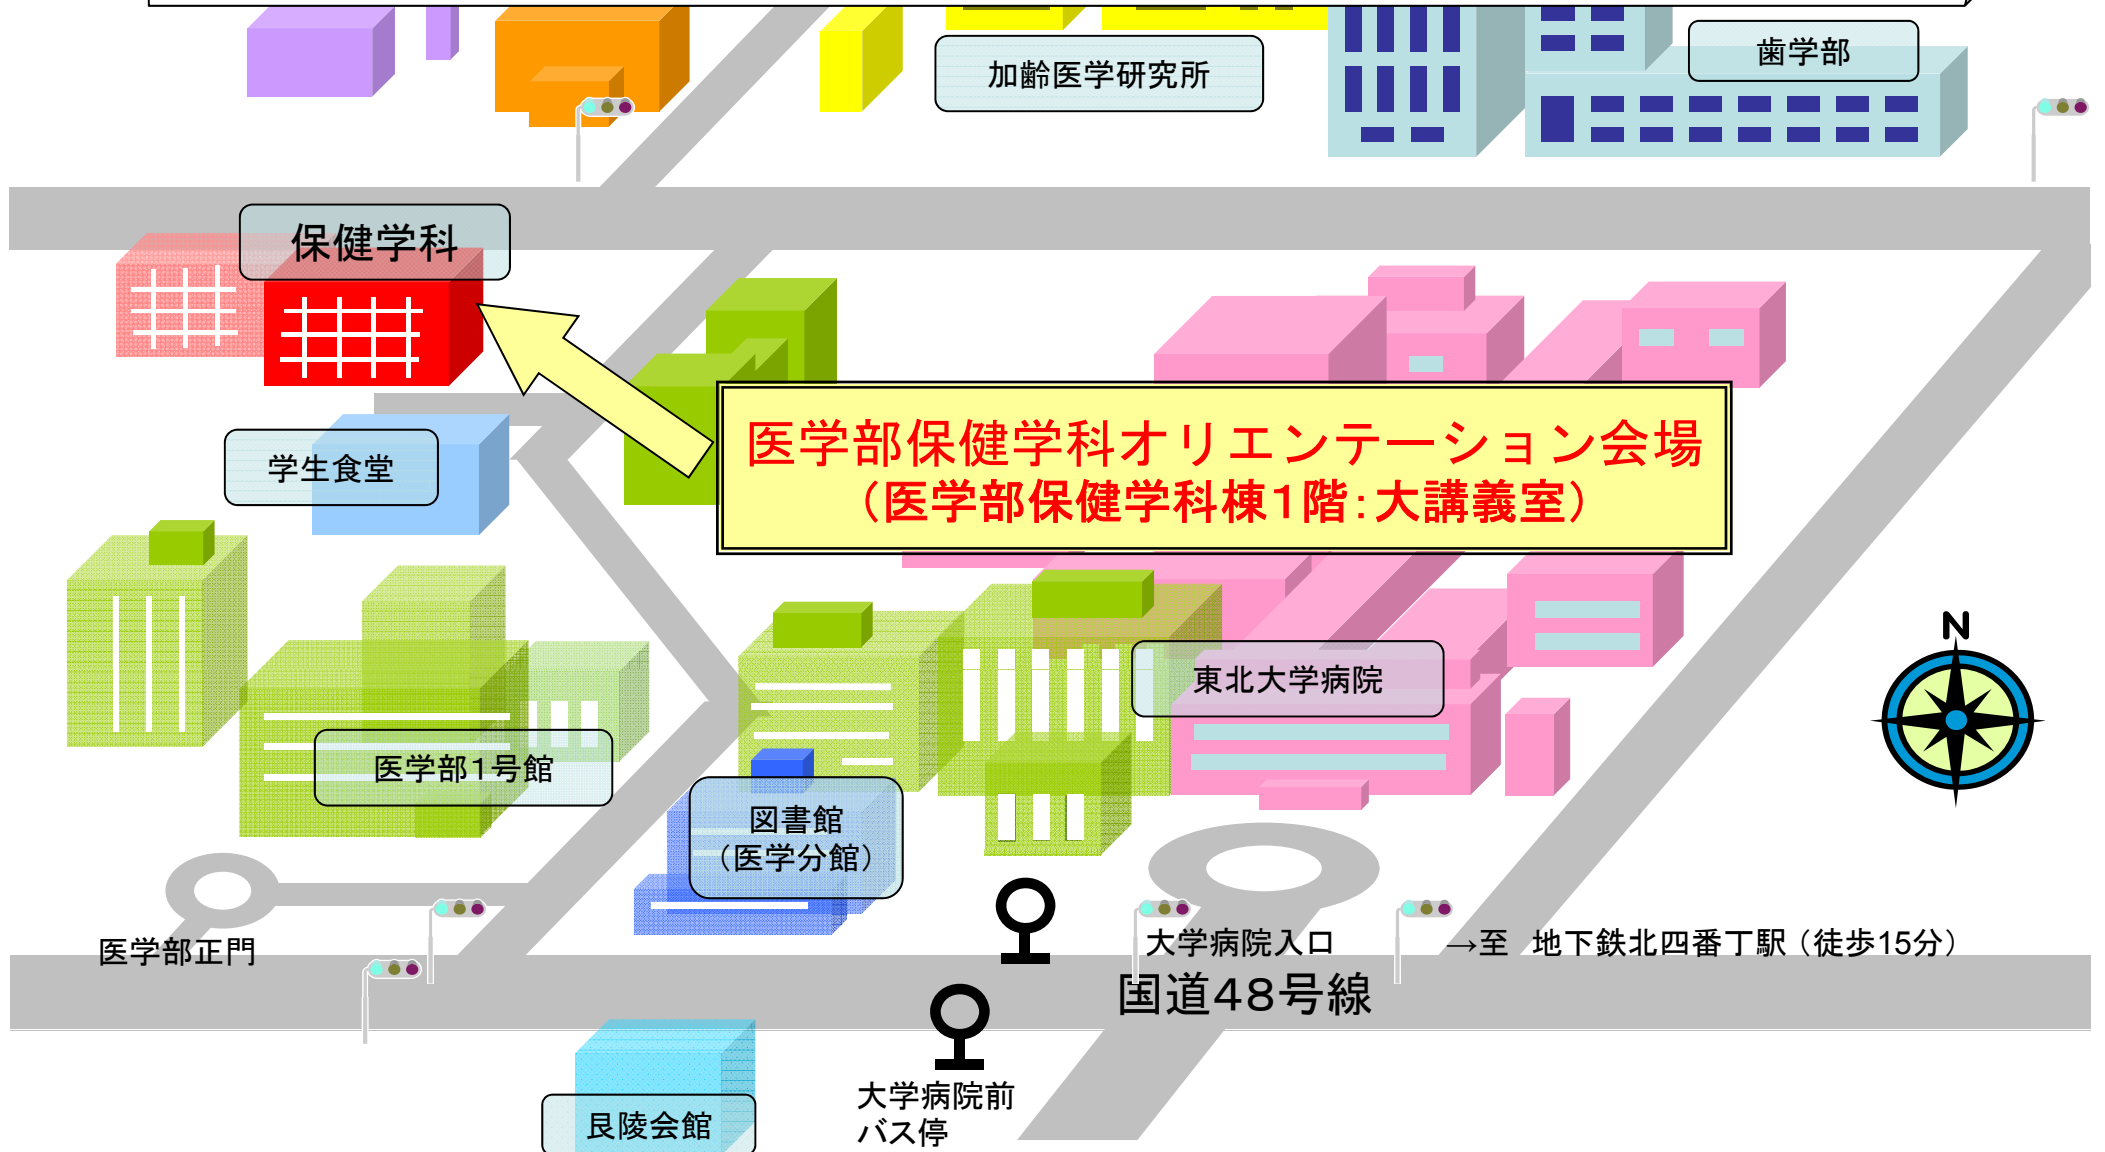 加齢医学研究所
歯学部
保健学科
医学部保健学科オリエンテーション会場
（医学部保健学科棟１階：大講義室）
学生食堂
N
東北大学病院
医学部１号館
図書館
（医学分館）
医学部正門
大学病院入口
→至　地下鉄北四番丁駅（徒歩15分）
国道４８号線
大学病院前
バス停
艮陵会館